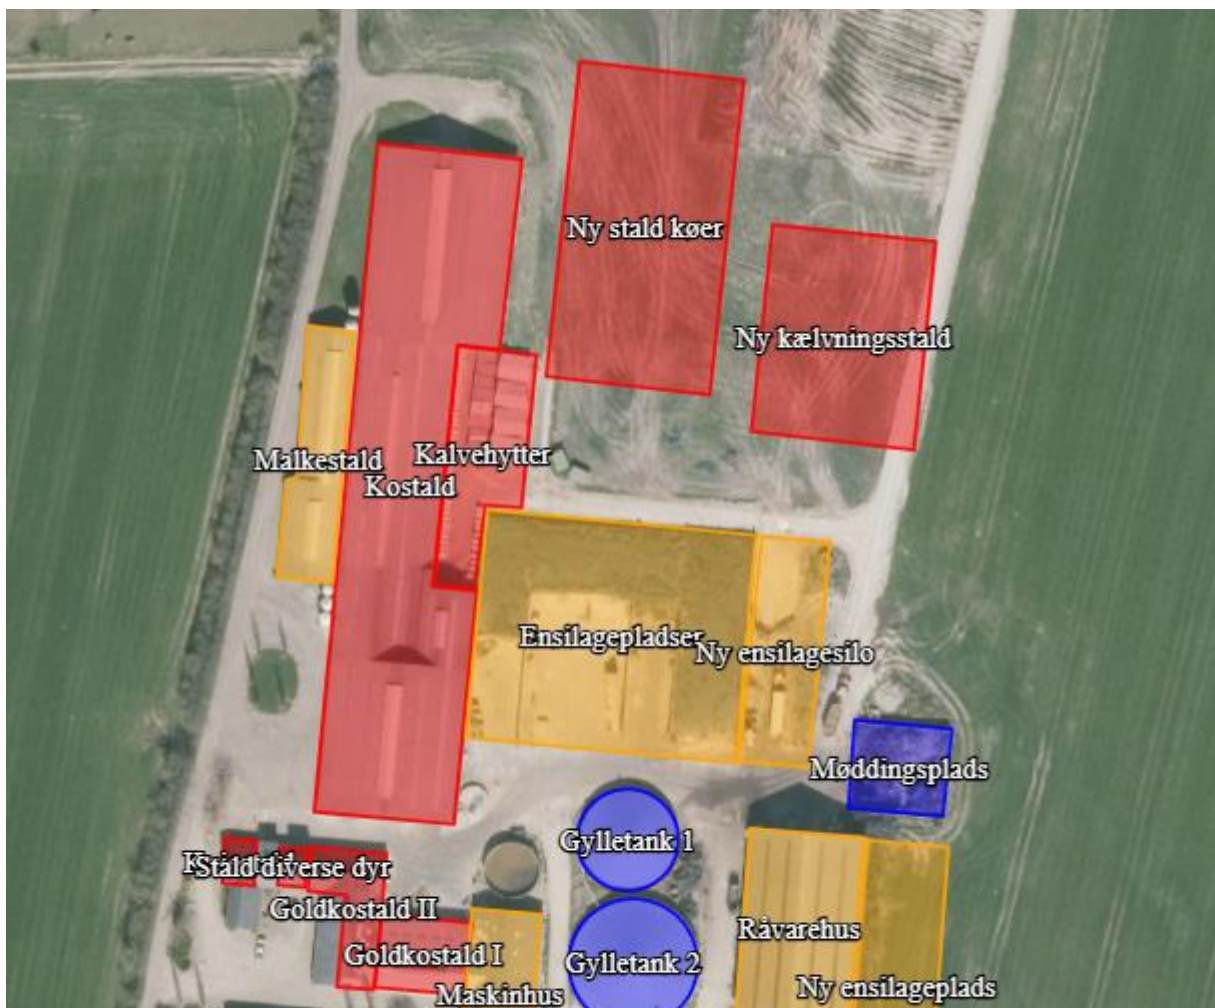 Ny stald køer
Ny kælvningsstald
Malkestald
Kalvehytter
Kostald
Ensilagepladser
Ny ensilagesilo
Møddingsplads
Gylletank 1
Stald diverse dyr
Goldkostald II
Goldkostald I
Råvarehus
Gylletank 2
Ny ensilageplads
Maskinhus